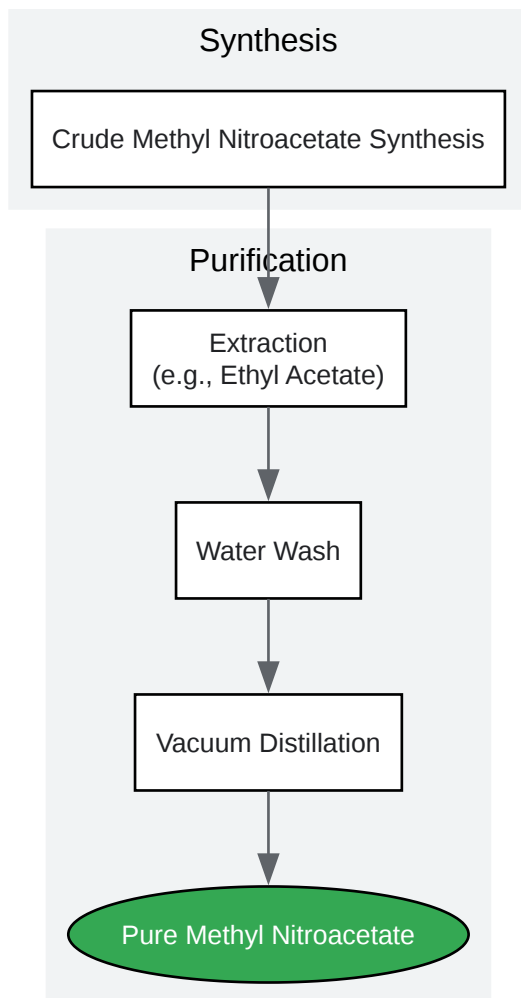 Synthesis
Crude Methyl Nitroacetate Synthesis
Purification
Extraction
(e.g., Ethyl Acetate)
Water Wash
Vacuum Distillation
Pure Methyl Nitroacetate